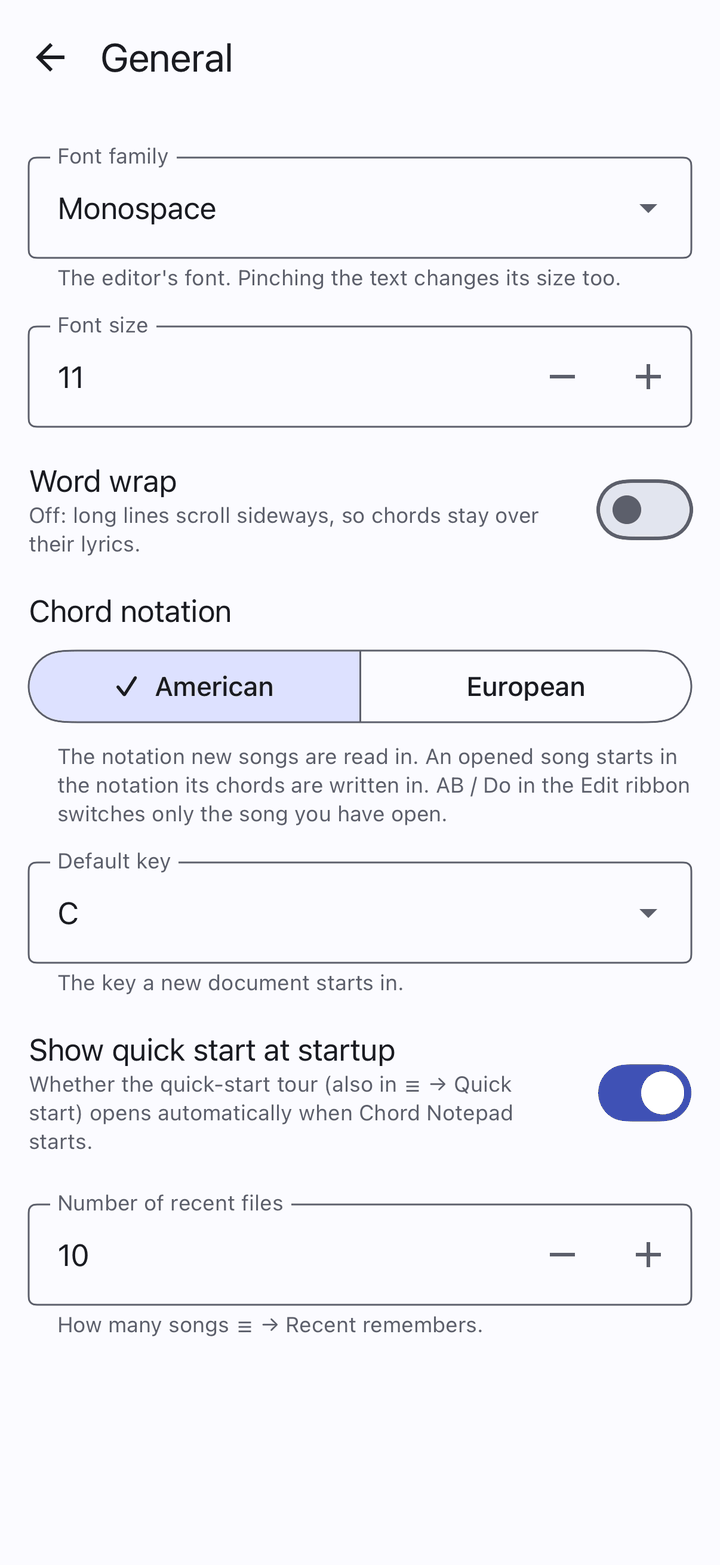 General
Font family
Monospace
The editor's font. Pinching the text changes its size too.
Font size
11
Word wrap
Off: long lines scroll sideways, so chords stay over
their lyrics.
Chord notation
American
European
The notation new songs are read in. An opened song starts in
the notation its chords are written in. AB / Do in the Edit ribbon
switches only the song you have open.
Default key
C
The key a new document starts in.
Show quick start at startup
Whether the quick-start tour (also in ≡ → Quick
start) opens automatically when Chord Notepad
starts.
Number of recent files
10
How many songs ≡ → Recent remembers.